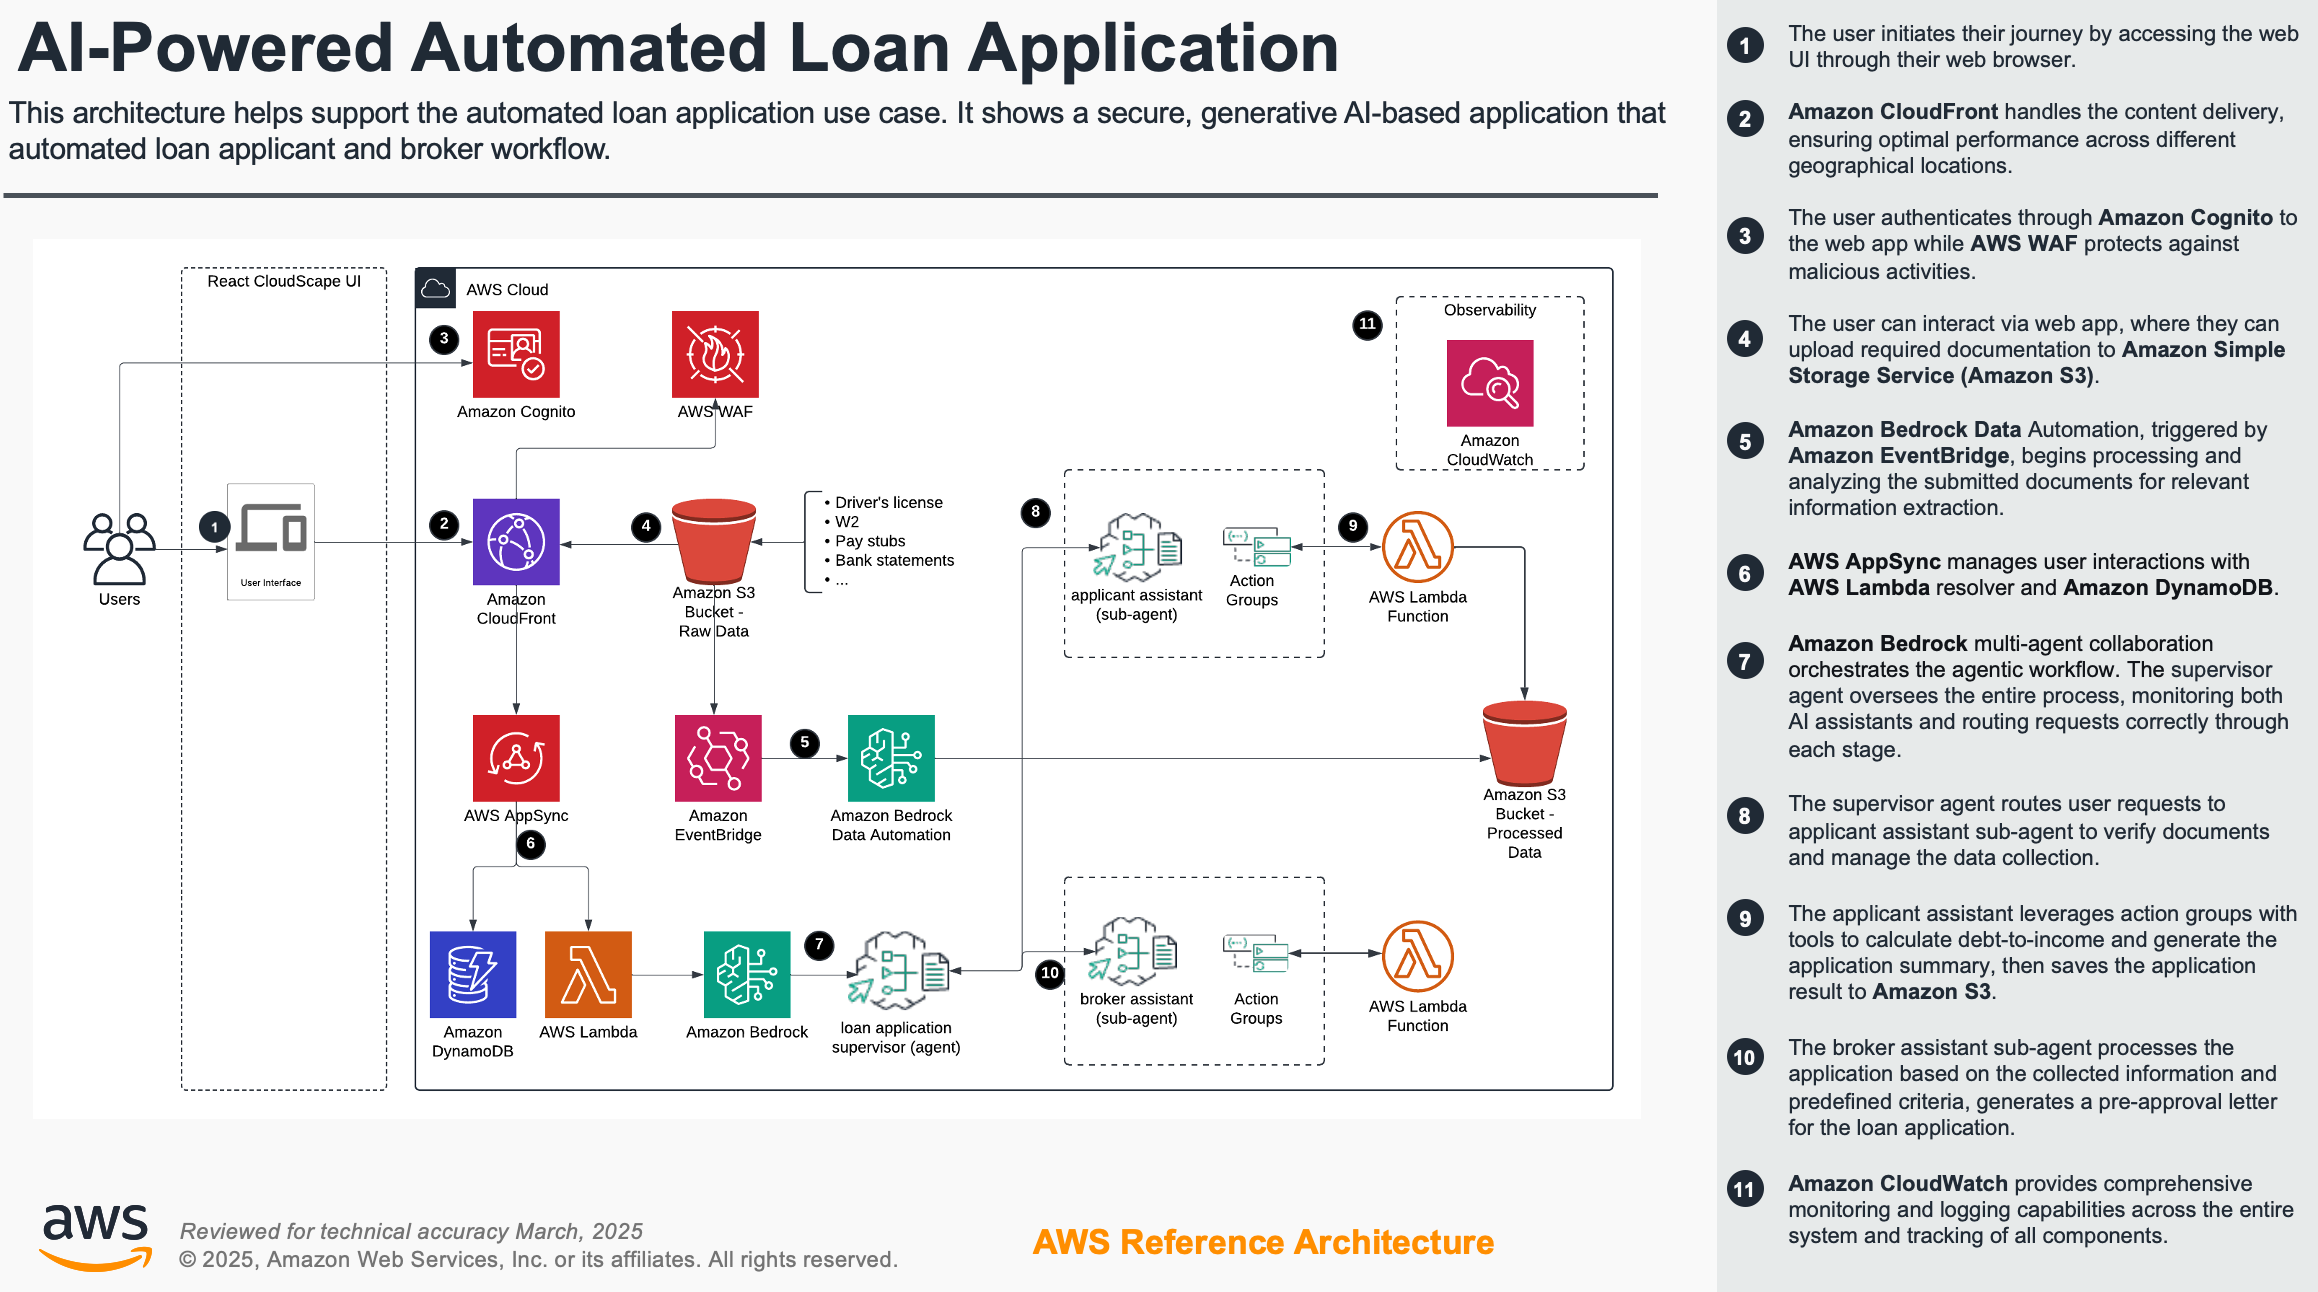 AI-Powered Automated Loan Application
This architecture helps support the automated loan application use case. It shows a secure, generative AI-based application that
automated loan applicant and broker workflow.
React CloudScape UI
AWS Cloud
3
Amazon Cognito
AWS WAF
11
Observability
Amazon
CloudWatch
Users
1
User Interface
2
Amazon
CloudFront
4
Amazon S3
Bucket -
Raw Data
• Driver's license
• W2
• Pay stubs
• Bank statements
• ...
8
applicant assistant
(sub-agent)
Action
Groups
9
AWS Lambda
Function
AWS AppSync
Amazon
EventBridge
5
Amazon Bedrock
Data Automation
Amazon S3
Bucket -
Processed
Data
6
Amazon
DynamoDB
AWS Lambda
Amazon Bedrock
7
loan application
supervisor (agent)
10
broker assistant
(sub-agent)
Action
Groups
AWS Lambda
Function
aws
Reviewed for technical accuracy March, 2025
© 2025, Amazon Web Services, Inc. or its affiliates. All rights reserved.
AWS Reference Architecture
1
The user initiates their journey by accessing the web
UI through their web browser.
2
Amazon CloudFront handles the content delivery,
ensuring optimal performance across different
geographical locations.
3
The user authenticates through Amazon Cognito to
the web app while AWS WAF protects against
malicious activities.
4
The user can interact via web app, where they can
upload required documentation to Amazon Simple
Storage Service (Amazon S3).
5
Amazon Bedrock Data Automation, triggered by
Amazon EventBridge, begins processing and
analyzing the submitted documents for relevant
information extraction.
6
AWS AppSync manages user interactions with
AWS Lambda resolver and Amazon DynamoDB.
7
Amazon Bedrock multi-agent collaboration
orchestrates the agentic workflow. The supervisor
agent oversees the entire process, monitoring both
AI assistants and routing requests correctly through
each stage.
8
The supervisor agent routes user requests to
applicant assistant sub-agent to verify documents
and manage the data collection.
9
The applicant assistant leverages action groups with
tools to calculate debt-to-income and generate the
application summary, then saves the application
result to Amazon S3.
10
The broker assistant sub-agent processes the
application based on the collected information and
predefined criteria, generates a pre-approval letter
for the loan application.
11
Amazon CloudWatch provides comprehensive
monitoring and logging capabilities across the entire
system and tracking of all components.